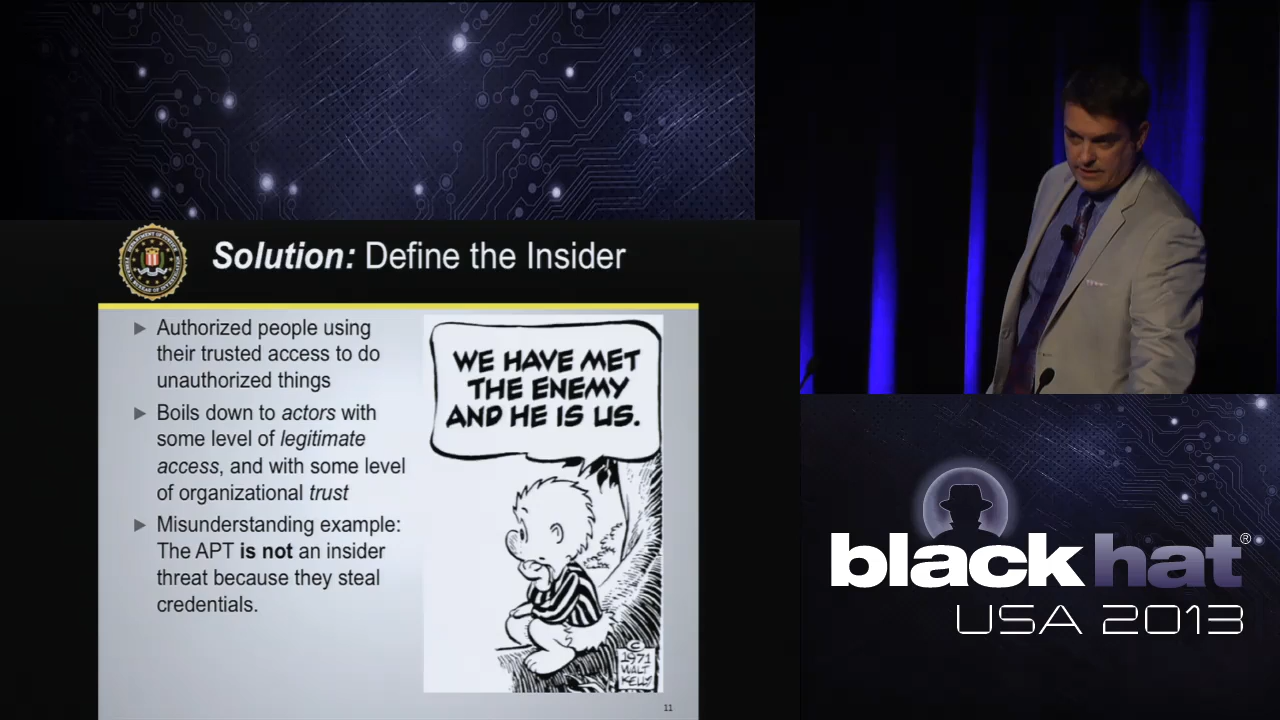 Solution: Define the Insider
Authorized people using
their trusted access to do
unauthorized things
Boils down to actors with
some level of legitimate
access, and with some level
of organizational trust
Misunderstanding example:
The APT is not an insider
threat because they steal
credentials.
WE HAVE MET
THE ENEMY
AND HE IS US.
©
1971
WALT
KELLY
11
black hat®
USA 2013